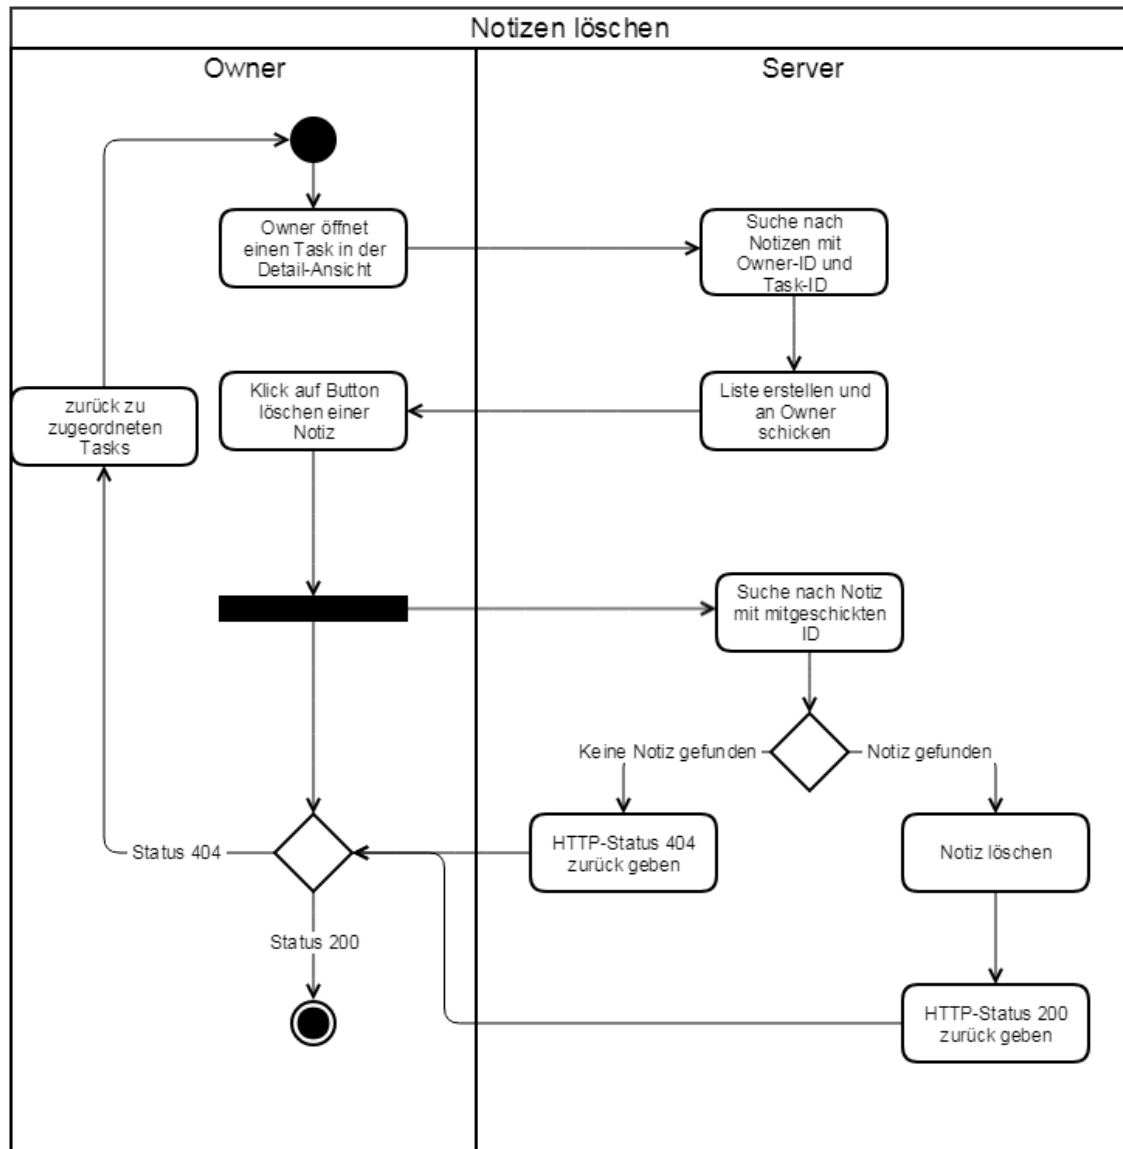 Notizen löschen
Owner
Server
Owner öffnet
einen Task in der
Detail-Ansicht
Suche nach
Notizen mit
Owner-ID und
Task-ID
zurück zu
zugeordneten
Tasks
Klick auf Button
löschen einer
Notiz
Liste erstellen und
an Owner
schicken
Suche nach Notiz
mit mitgeschickten
ID
Keine Notiz gefunden
Notiz gefunden
Status 404
HTTP-Status 404
zurück geben
Notiz löschen
Status 200
HTTP-Status 200
zurück geben